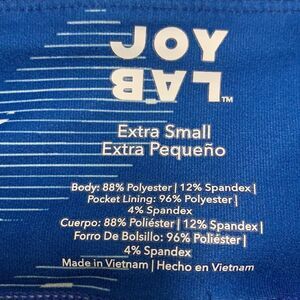 JOY
LAB™
Extra Small
Extra Pequeño
Body: 88% Polyester | 12% Spandex |
Pocket Lining: 96% Polyester |
4% Spandex
Cuerpo: 88% Poliéster | 12% Spandex |
Forro De Bolsillo: 96% Poliéster |
4% Spandex
Made in Vietnam | Hecho en Vietnam